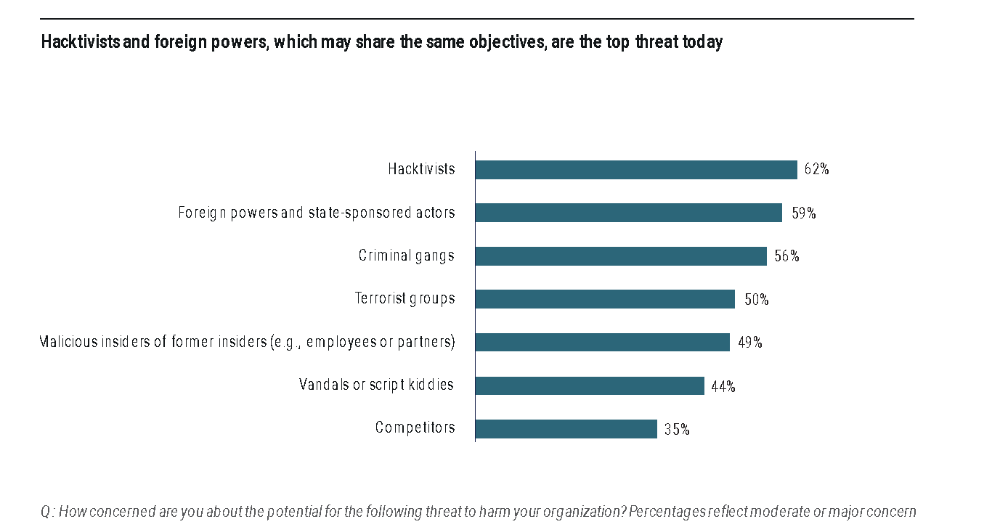 Hacktivists and foreign powers, which may share the same objectives, are the top threat today
Hacktivists 62%
Foreign powers and state-sponsored actors 59%
Criminal gangs 56%
Terrorist groups 50%
Malicious insiders of former insiders (e.g., employees or partners) 49%
Vandals or script kiddies 44%
Competitors 35%
Q: How concerned are you about the potential for the following threat to harm your organization? Percentages reflect moderate or major concern